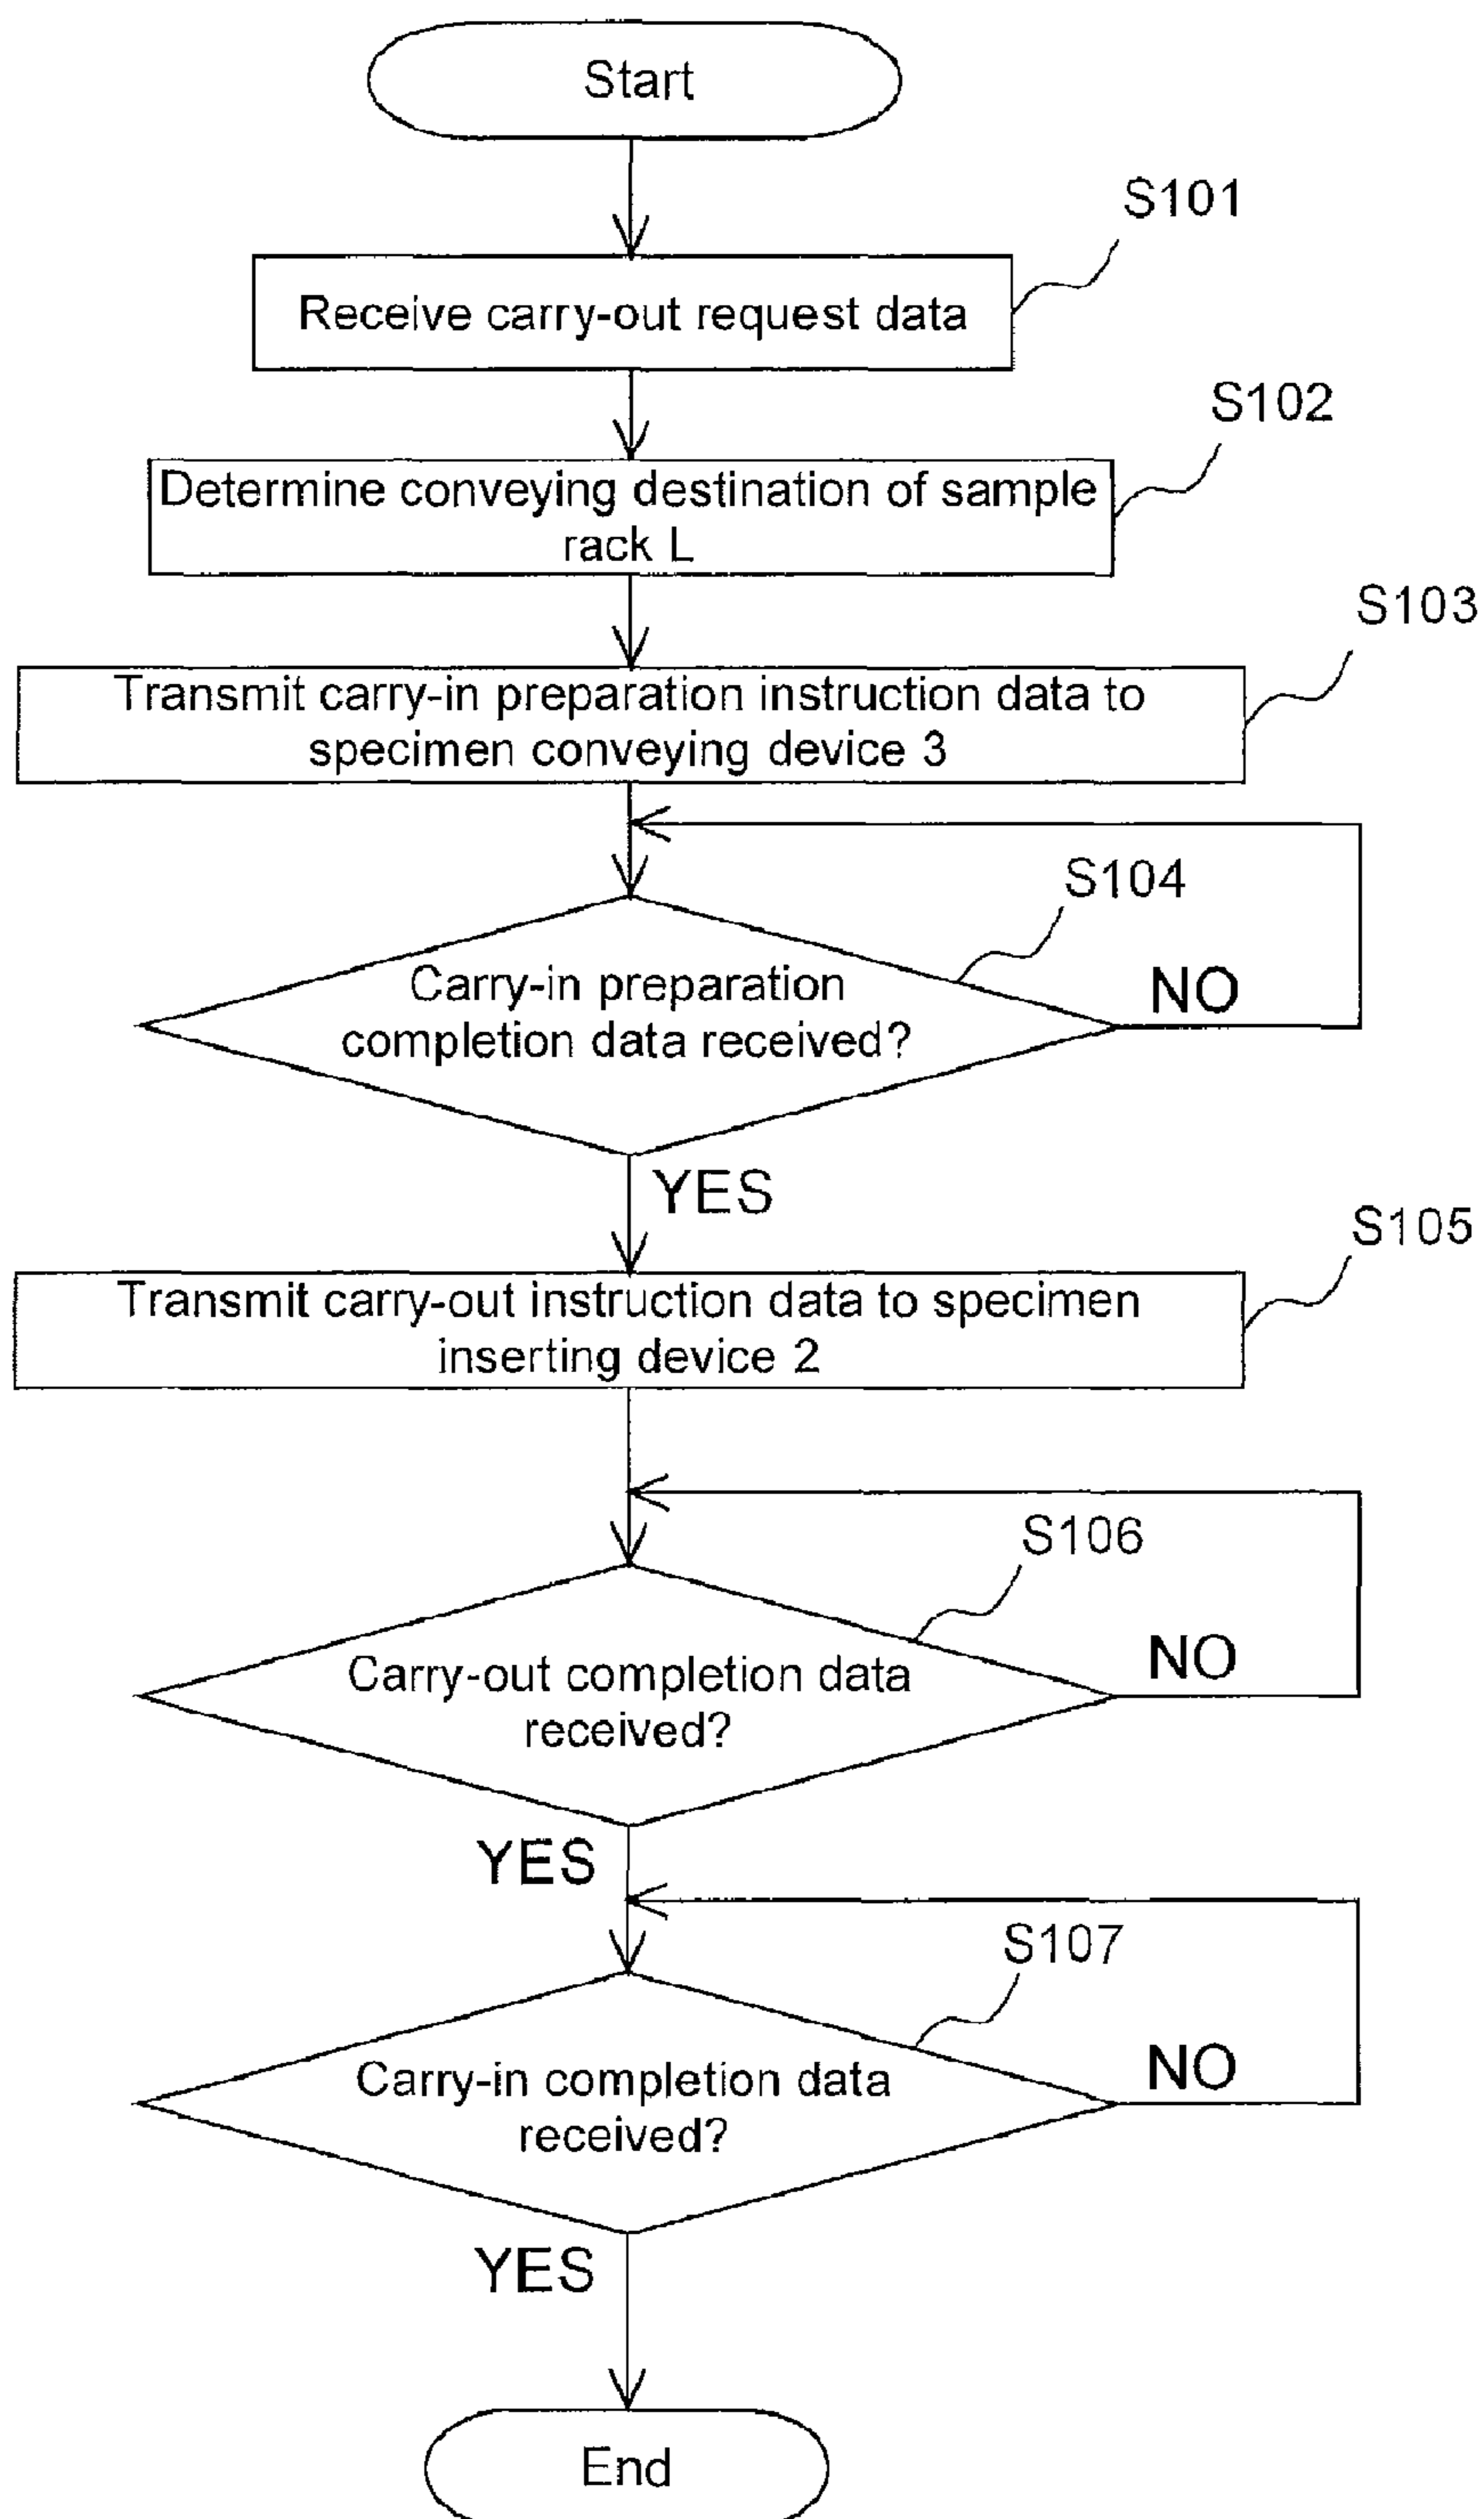 Start
S101
Receive carry-out request data
S102
Determine conveying destination of sample
rack L
S103
Transmit carry-in preparation instruction data to
specimen conveying device 3
S104
Carry-in preparation
completion data received?
NO
YES
S105
Transmit carry-out instruction data to specimen
inserting device 2
S106
Carry-out completion data
received?
NO
YES
S107
Carry-in completion data
received?
NO
YES
End